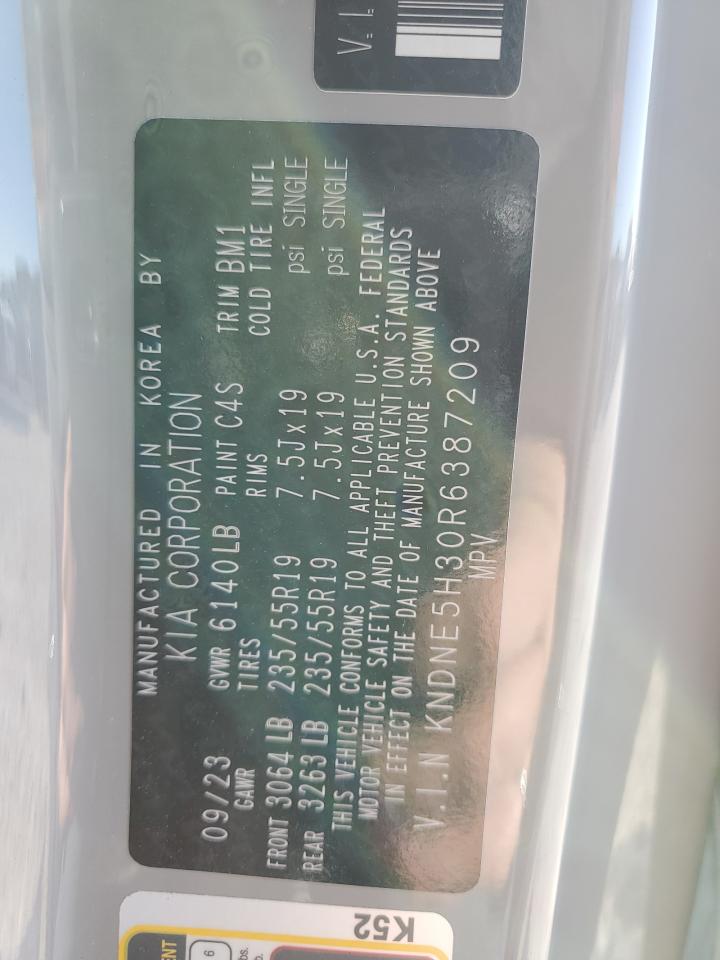 MANUFACTURED IN KOREA BY
KIA CORPORATION
09/23 GVWR 6140LB PAINT C4S TRIM BM1
GAWR TIRES RIMS COLD TIRE INFL
FRONT 3064 LB 235/55R19 7.5Jx19 psi SINGLE
REAR 3263 LB 235/55R19 7.5Jx19 psi SINGLE
THIS VEHICLE CONFORMS TO ALL APPLICABLE U.S.A. FEDERAL
MOTOR VEHICLE SAFETY AND THEFT PREVENTION STANDARDS
IN EFFECT ON THE DATE OF MANUFACTURE SHOWN ABOVE
V.I.N KNDNE5H30R6387209
MPV
V.I.
K52
6